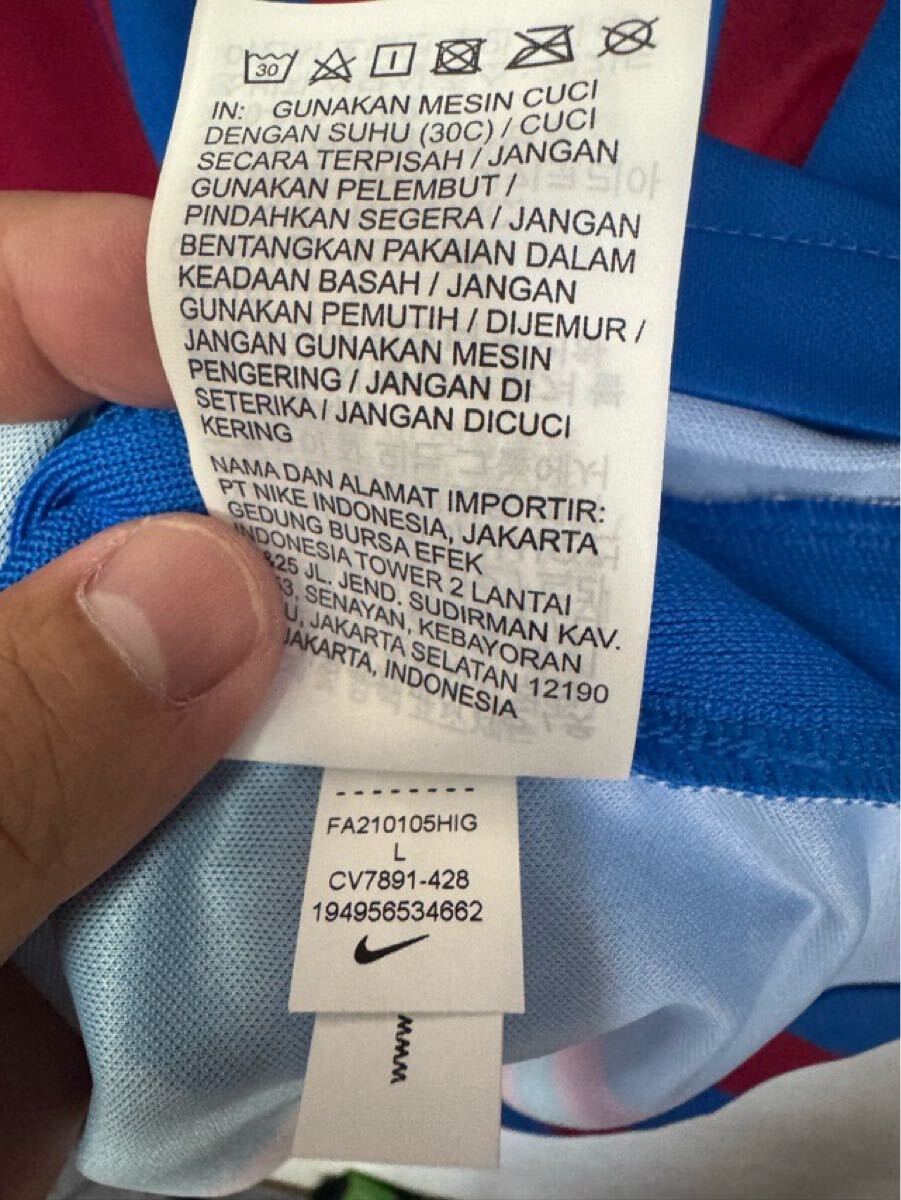 30
IN: GUNAKAN MESIN CUCI
DENGAN SUHU (30C) / CUCI
SECARA TERPISAH / JANGAN
GUNAKAN PELEMBUT /
PINDAHKAN SEGERA / JANGAN
BENTANGKAN PAKAIAN DALAM
KEADAAN BASAH / JANGAN
GUNAKAN PEMUTIH / DIJEMUR /
JANGAN GUNAKAN MESIN
PENGERING / JANGAN DI
SETERIKA / JANGAN DICUCI
KERING
NAMA DAN ALAMAT IMPORTIR:
PT NIKE INDONESIA, JAKARTA
GEDUNG BURSA EFEK
INDONESIA TOWER 2 LANTAI
&25 JL. JEND. SUDIRMAN KAV.
SENAYAN, KEBAYORAN
JAKARTA SELATAN 12190
JAKARTA, INDONESIA
FA210105HIG
L
CV7891-428
194956534662
www